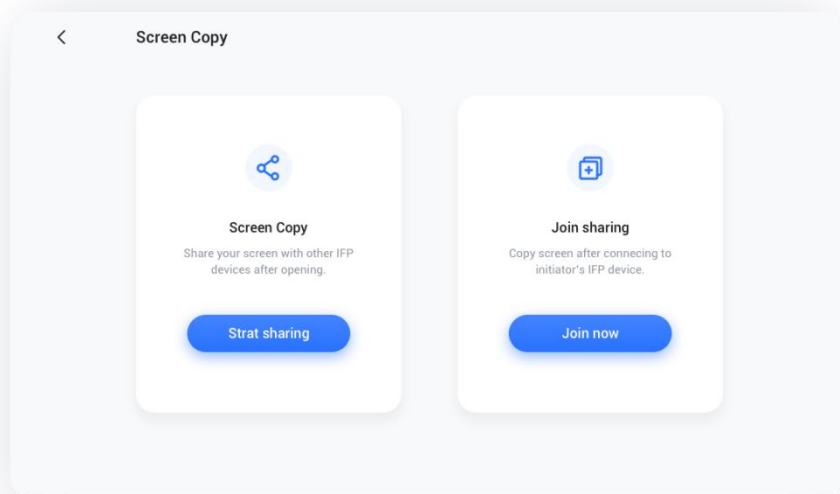 Screen Copy
Screen Copy
Share your screen with other IFP
devices after opening.
Strat sharing
Join sharing
Copy screen after connecing to
initiator's IFP device.
Join now